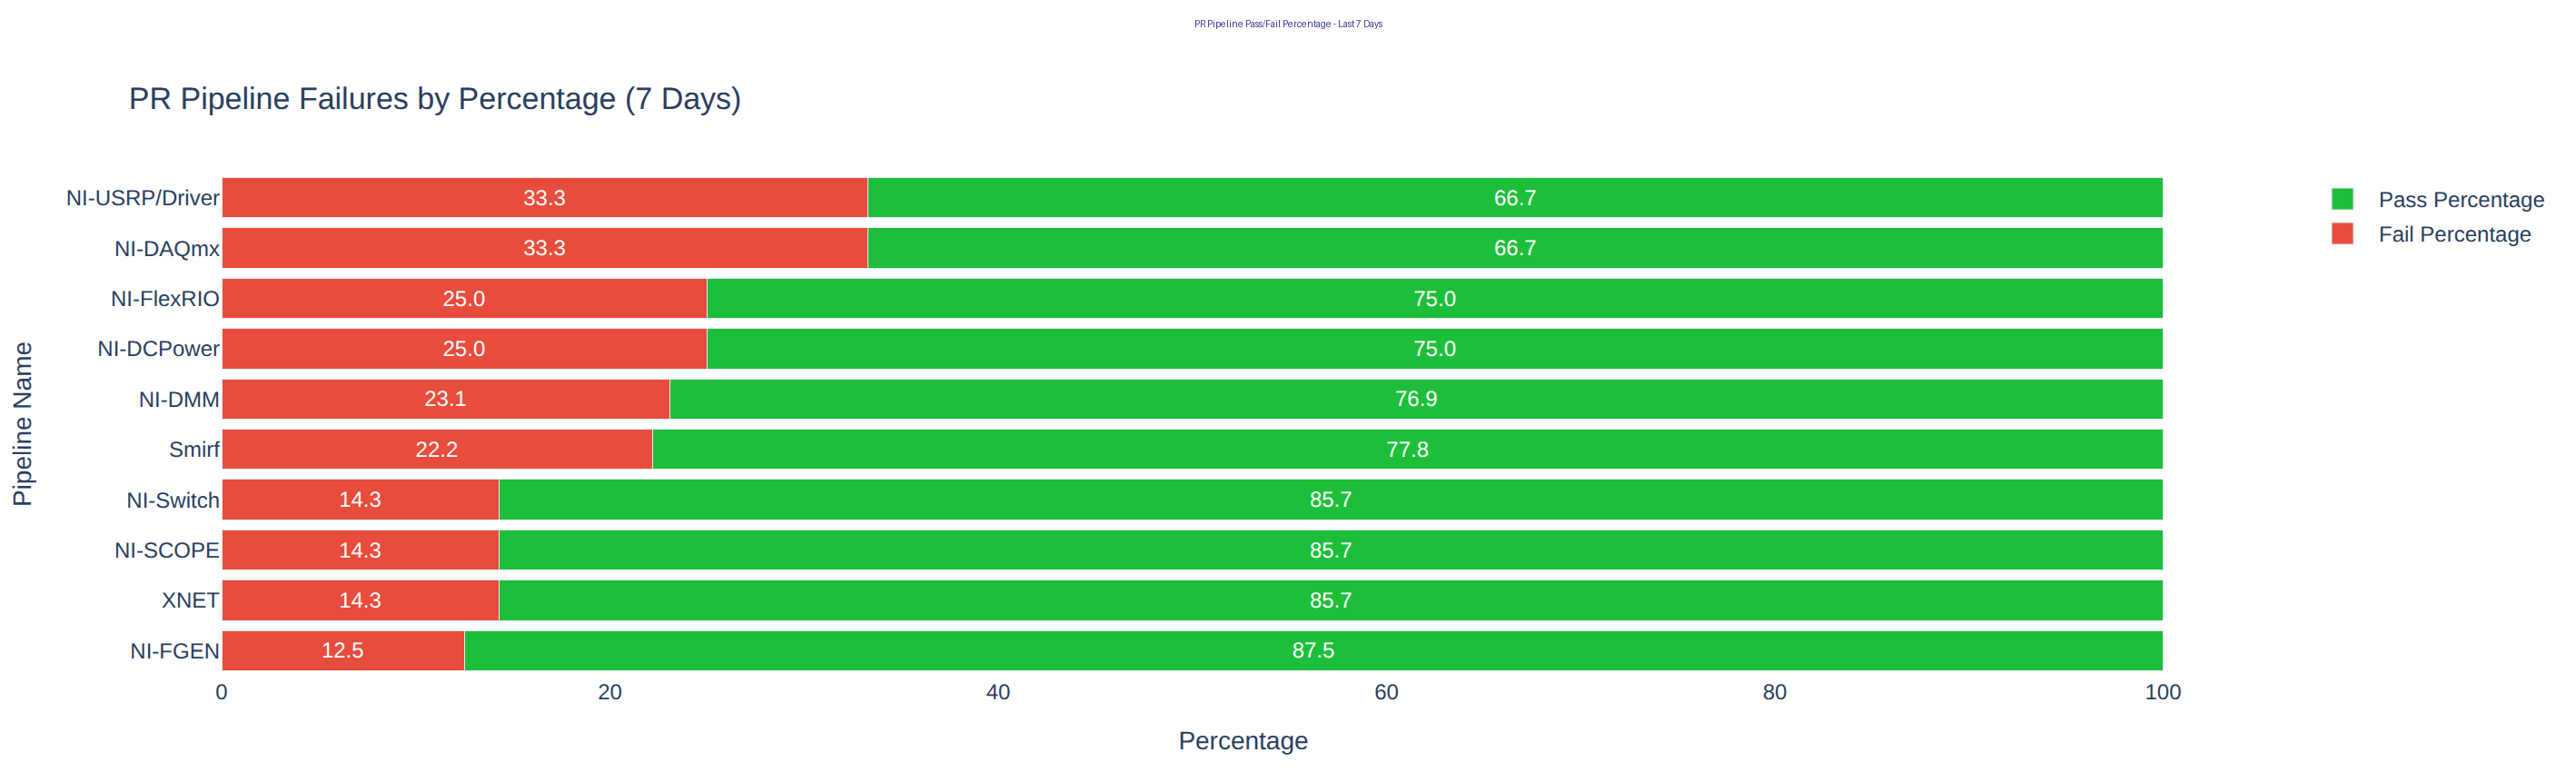 PR Pipeline Pass/Fail Percentage - Last 7 Days
PR Pipeline Failures by Percentage (7 Days)
NI-USRP/Driver 33.3 66.7
NI-DAQmx 33.3 66.7
NI-FlexRIO 25.0 75.0
NI-DCPower 25.0 75.0
NI-DMM 23.1 76.9
Smirf 22.2 77.8
NI-Switch 14.3 85.7
NI-SCOPE 14.3 85.7
XNET 14.3 85.7
NI-FGEN 12.5 87.5
0 20 40 60 80 100
Percentage
Pipeline Name
Pass Percentage
Fail Percentage